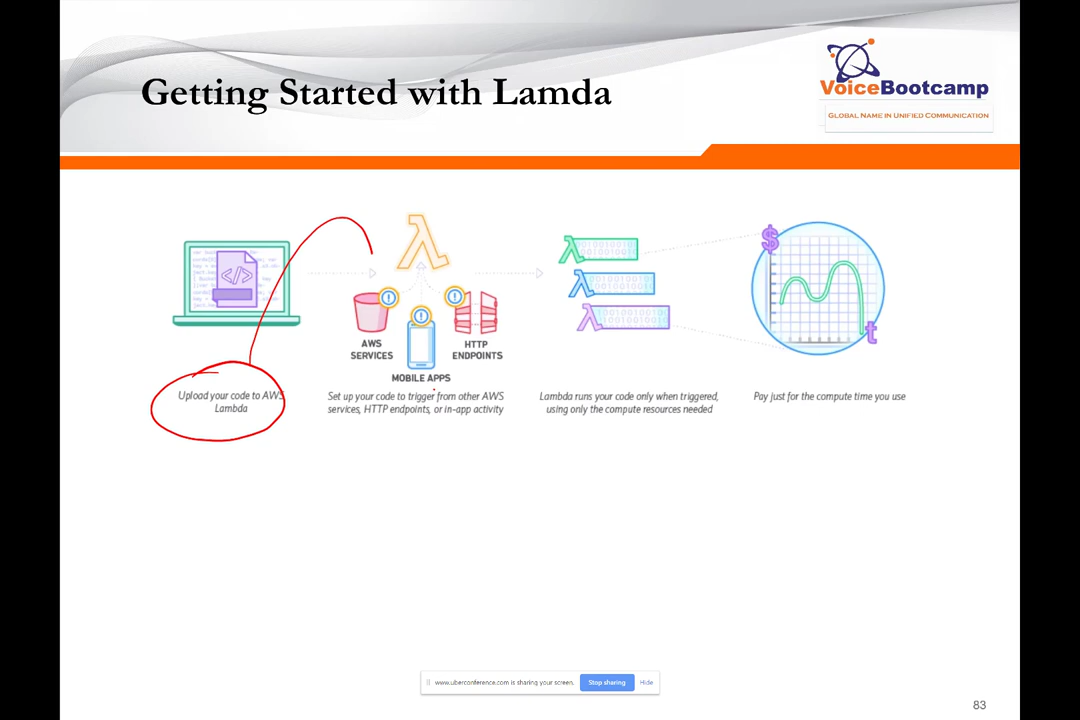 Getting Started with Lamda
VoiceBootcamp
GLOBAL NAME IN UNIFIED COMMUNICATION
AWS
SERVICES
HTTP
ENDPOINTS
MOBILE APPS
Upload your code to AWS
Lambda
Set up your code to trigger from other AWS
services, HTTP endpoints, or in-app activity
Lambda runs your code only when triggered,
using only the compute resources needed
$
t
Pay just for the compute time you use
www.uberconference.com is sharing your screen.
Stop sharing
Hide
83